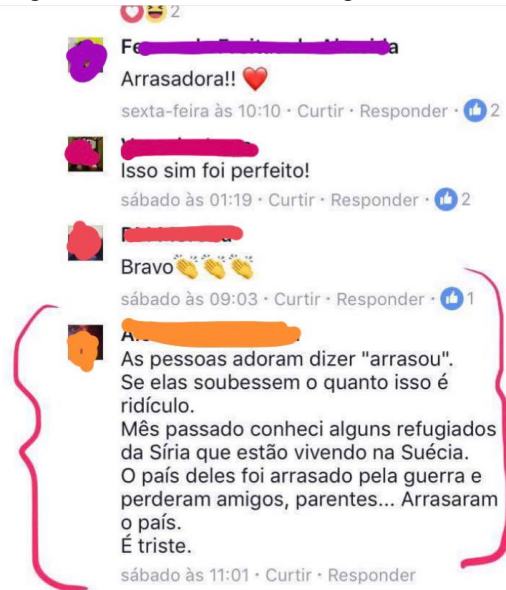 2
Arrasadora!! ❤️
sexta-feira às 10:10 · Curtir · Responder · 2
Isso sim foi perfeito!
sábado às 01:19 · Curtir · Responder · 2
Bravo👏👏👏
sábado às 09:03 · Curtir · Responder · 1
As pessoas adoram dizer "arrasou".
Se elas soubessem o quanto isso é
ridículo.
Mês passado conheci alguns refugiados
da Síria que estão vivendo na Suécia.
O país deles foi arrasado pela guerra e
perderam amigos, parentes... Arrasaram
o país.
É triste.
sábado às 11:01 · Curtir · Responder